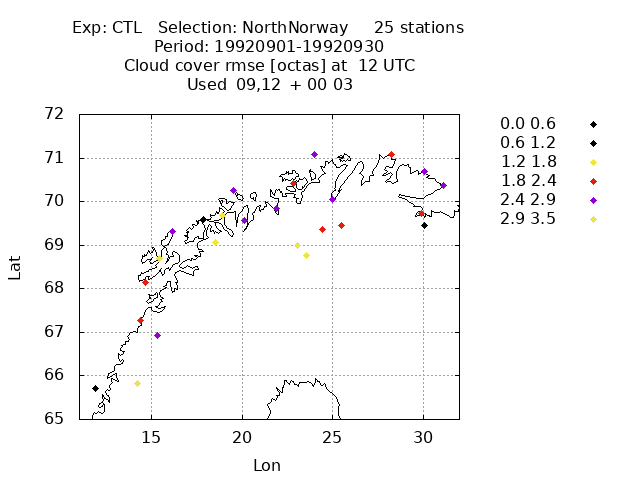 Exp: CTL   Selection: NorthNorway     25 stations
Period: 19920901-19920930
Cloud cover rmse [octas] at  12 UTC
Used  09,12  + 00 03
72
71
70
69
68
67
66
65
Lat
15 20 25 30
Lon
0.0 0.6
0.6 1.2
1.2 1.8
1.8 2.4
2.4 2.9
2.9 3.5